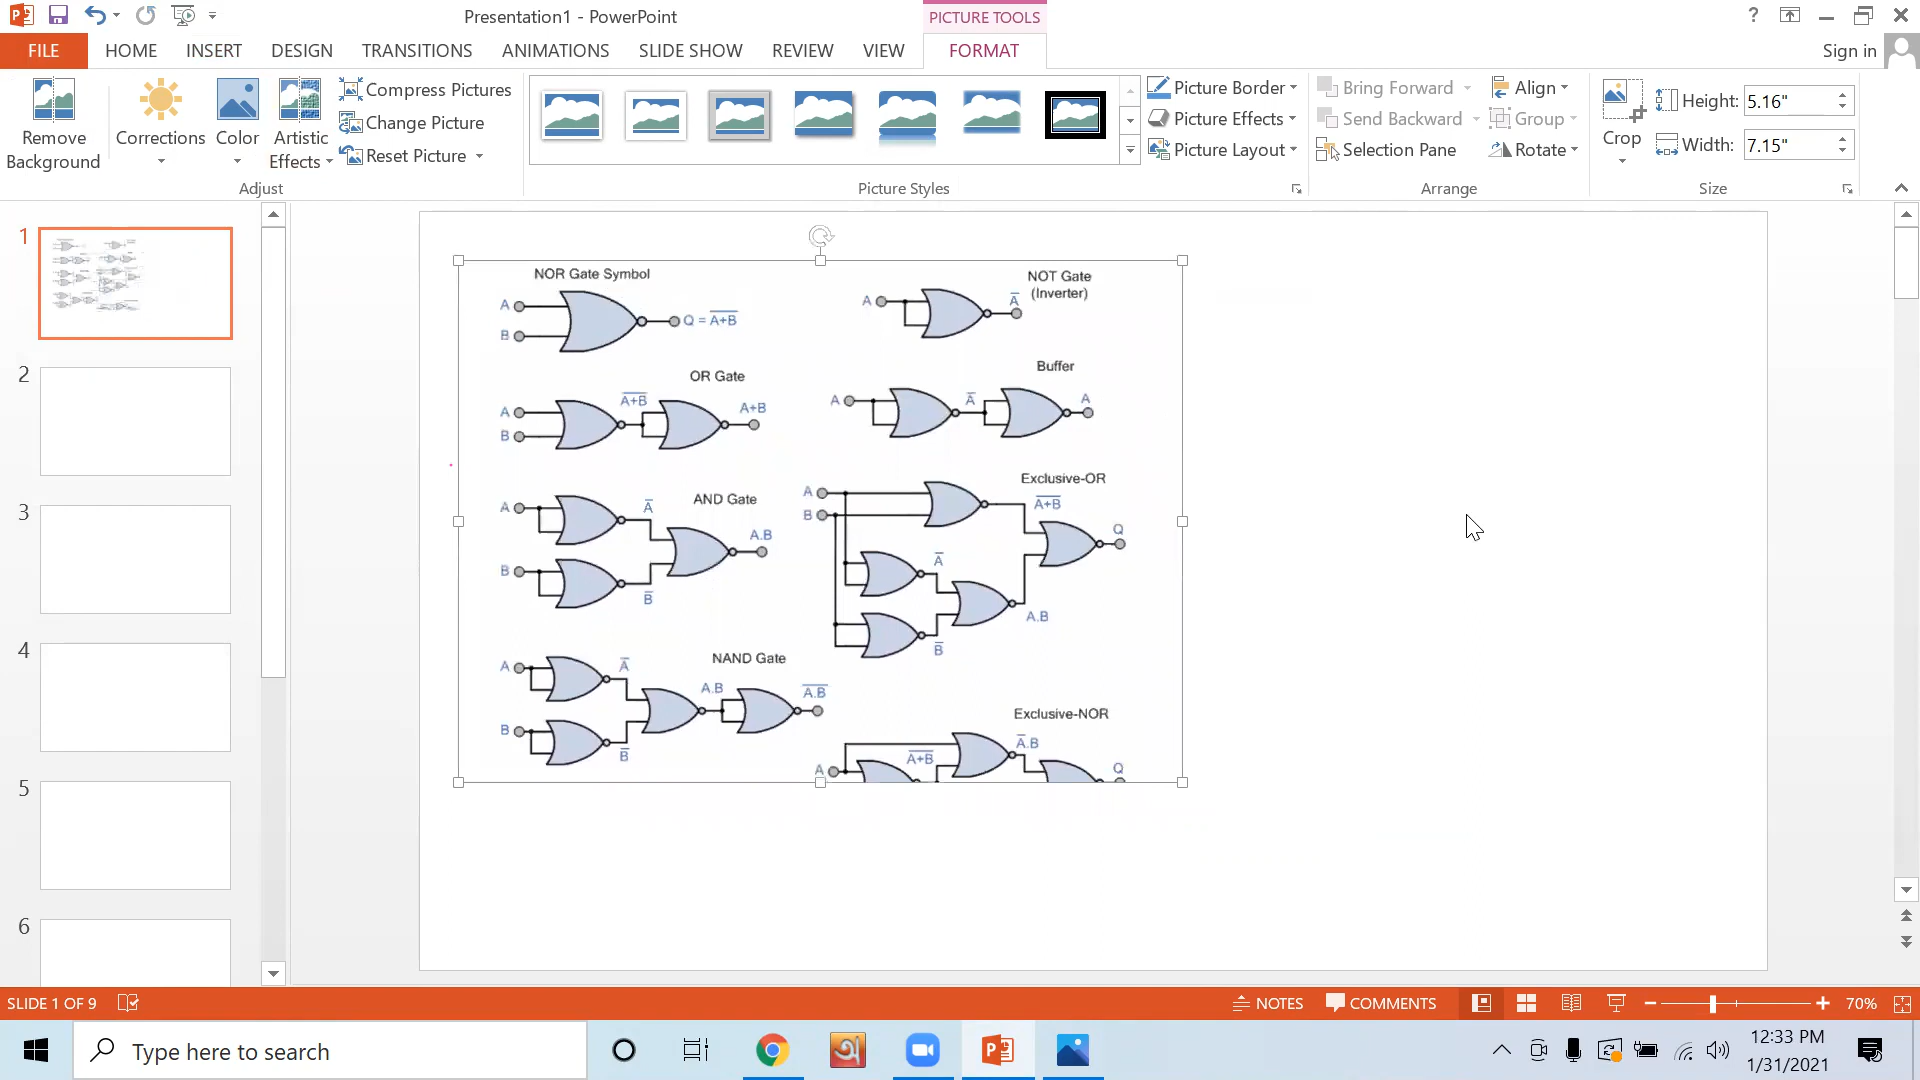 Presentation1 - PowerPoint
PICTURE TOOLS
?
FILE HOME INSERT DESIGN TRANSITIONS ANIMATIONS SLIDE SHOW REVIEW VIEW FORMAT
Sign in
Remove Background
Corrections
Color
Artistic Effects
Compress Pictures
Change Picture
Reset Picture
Adjust
Picture Styles
Picture Border
Picture Effects
Picture Layout
Bring Forward
Send Backward
Selection Pane
Align
Group
Rotate
Arrange
Crop
Height: 5.16"
Width: 7.15"
Size
1
2
3
4
5
6
NOR Gate Symbol
A
B
Q = A̅+̅B̅
NOT Gate
(Inverter)
A
A̅
OR Gate
A
B
A̅+̅B̅
A+B
Buffer
A
A̅
A
AND Gate
A
A̅
B
B̅
A.B
Exclusive-OR
A
B
A̅+̅B̅
A̅
B̅
A.B
Q
NAND Gate
A
A̅
B
B̅
A.B
A̅.̅B̅
Exclusive-NOR
A
A̅+̅B̅
A̅.B
Q
SLIDE 1 OF 9
NOTES
COMMENTS
70%
Type here to search
অ
12:33 PM
1/31/2021